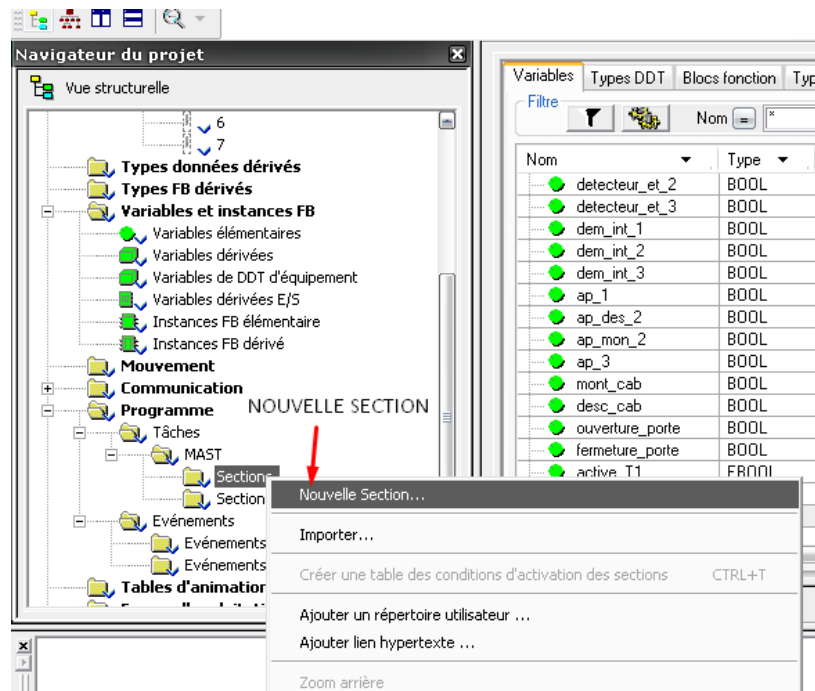 Navigateur du projet
Vue structurelle
6
7
Types données dérivés
Types FB dérivés
Variables et instances FB
Variables élémentaires
Variables dérivées
Variables de DDT d'équipement
Variables dérivées E/S
Instances FB élémentaire
Instances FB dérivé
Mouvement
Communication
Programme
NOUVELLE SECTION
Tâches
MAST
Sections
Section
Evénements
Evénements
Evénements
Tables d'animation
Variables
Types DDT
Blocs fonction
Typ
Filtre
Nom = *
Nom Type
detecteur_et_2 BOOL
detecteur_et_3 BOOL
dem_int_1 BOOL
dem_int_2 BOOL
dem_int_3 BOOL
ap_1 BOOL
ap_des_2 BOOL
ap_mon_2 BOOL
ap_3 BOOL
mont_cab BOOL
desc_cab BOOL
ouverture_porte BOOL
fermeture_porte BOOL
active_T1 EBOOL
Nouvelle Section...
Importer...
Créer une table des conditions d'activation des sections CTRL+T
Ajouter un répertoire utilisateur ...
Ajouter lien hypertexte ...
Zoom arrière